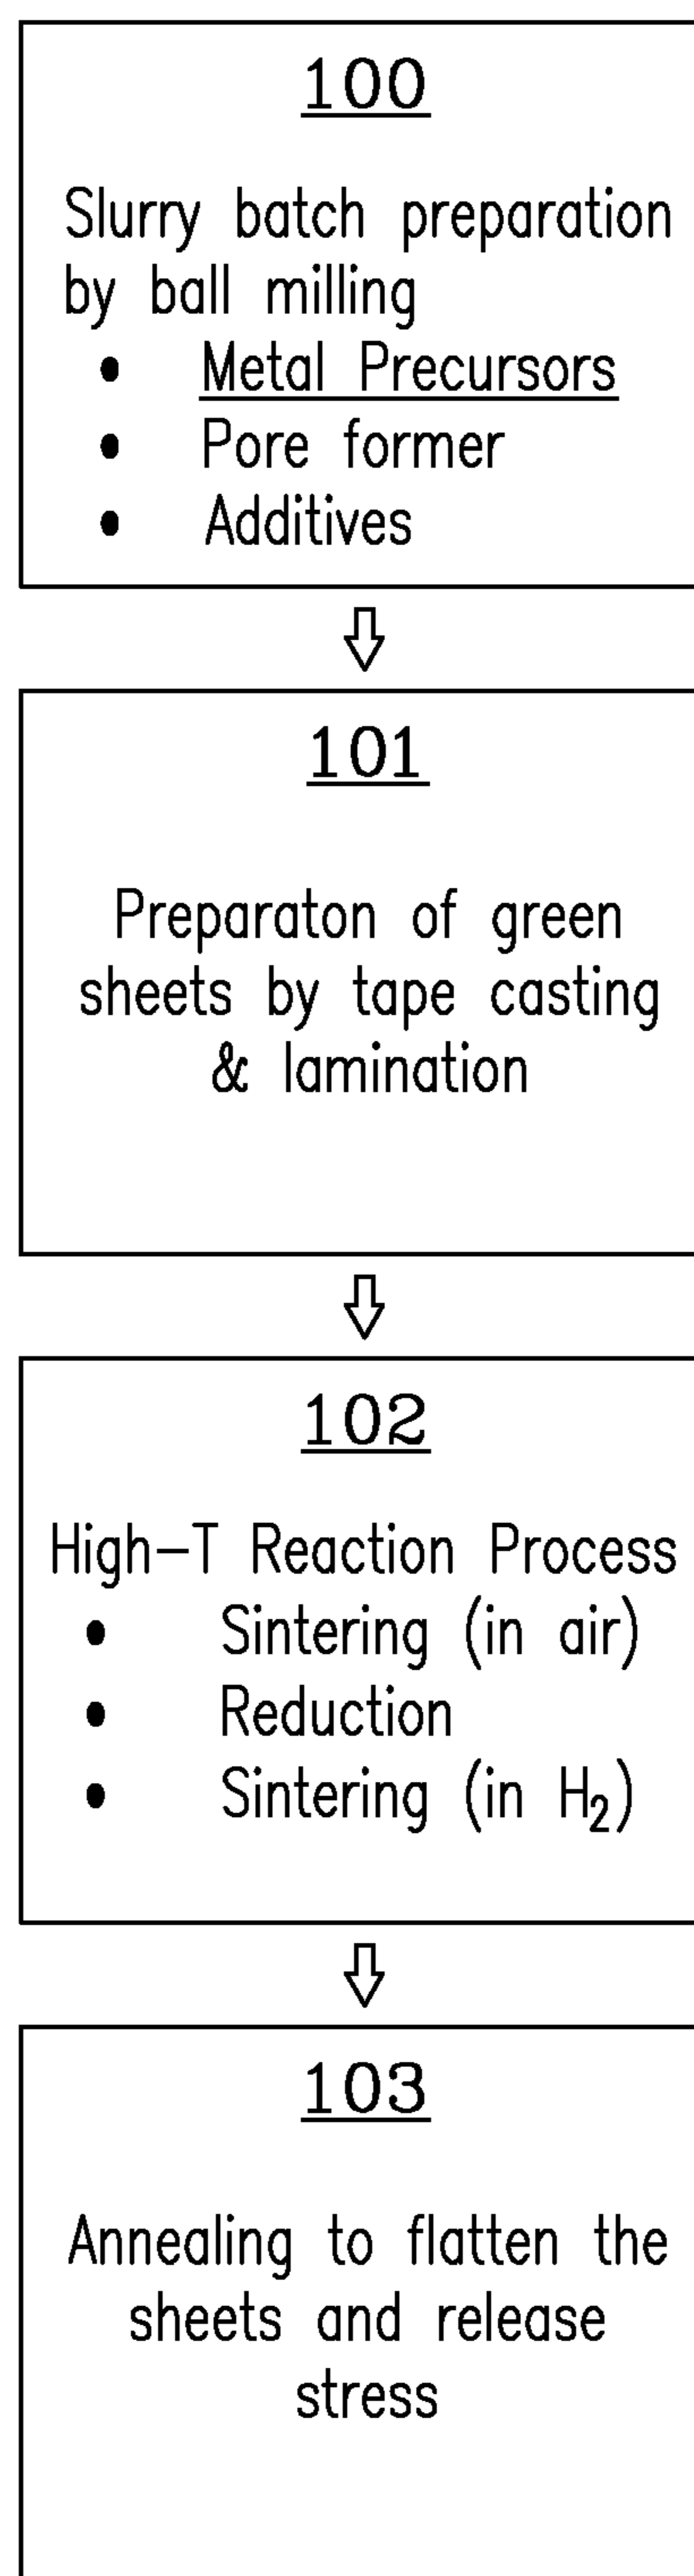 100
Slurry batch preparation
by ball milling
• Metal Precursors
• Pore former
• Additives
101
Preparaton of green
sheets by tape casting
& lamination
102
High-T Reaction Process
• Sintering (in air)
• Reduction
• Sintering (in H₂)
103
Annealing to flatten the
sheets and release
stress